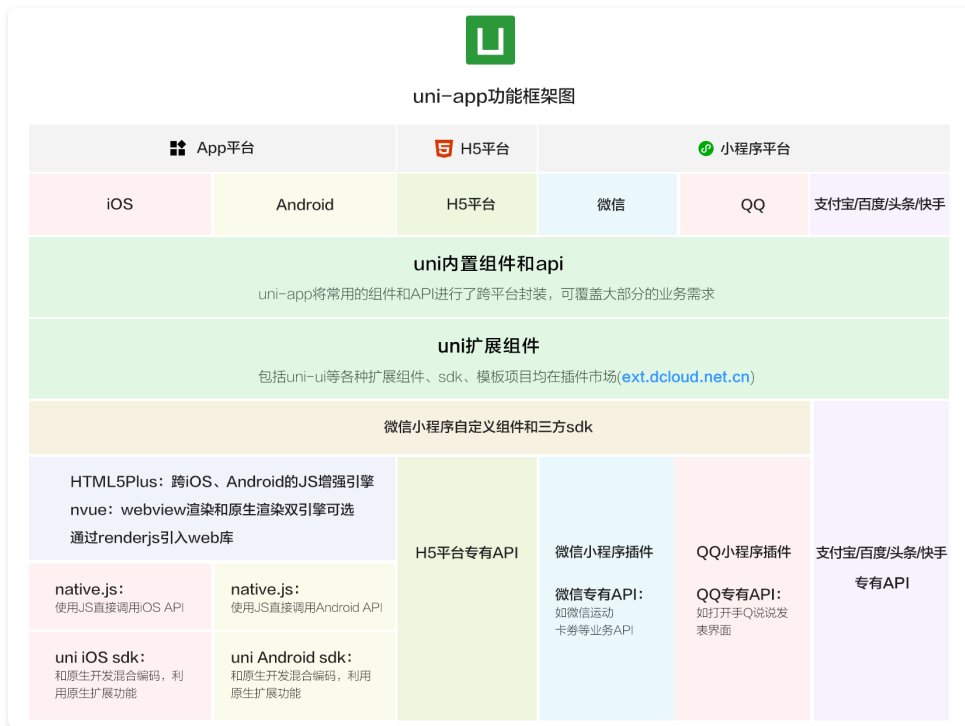 uni-app功能框架图
App平台
H5平台
小程序平台
iOS
Android
H5平台
微信
QQ
支付宝/百度/头条/快手
uni内置组件和api
uni-app将常用的组件和API进行了跨平台封装，可覆盖大部分的业务需求
uni扩展组件
包括uni-ui等各种扩展组件、sdk、模板项目均在插件市场(ext.dcloud.net.cn)
微信小程序自定义组件和三方sdk
HTML5Plus：跨iOS、Android的JS增强引擎
nvue：webview渲染和原生渲染双引擎可选
通过renderjs引入web库
native.js：
使用JS直接调用iOS API
native.js：
使用JS直接调用Android API
uni iOS sdk：
和原生开发混合编码，利
用原生扩展功能
uni Android sdk：
和原生开发混合编码，利用
原生扩展功能
H5平台专有API
微信小程序插件
微信专有API：
如微信运动
卡券等业务API
QQ小程序插件
QQ专有API：
如打开手Q说说发
表界面
支付宝/百度/头条/快手
专有API